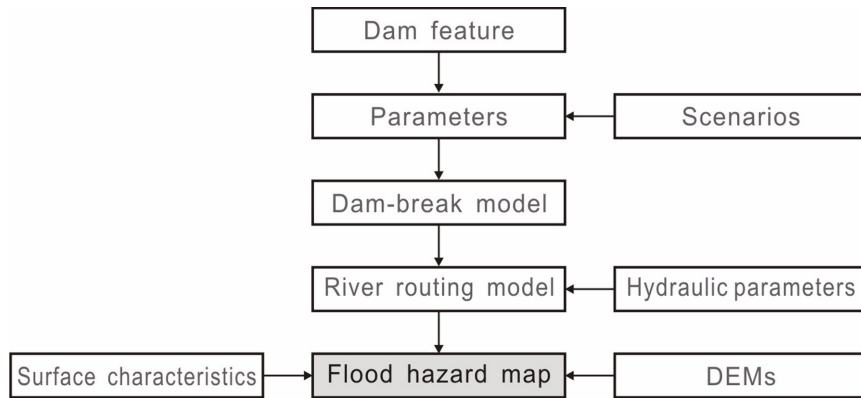 Dam feature
Parameters
Scenarios
Dam-break model
River routing model
Hydraulic parameters
Surface characteristics
Flood hazard map
DEMs